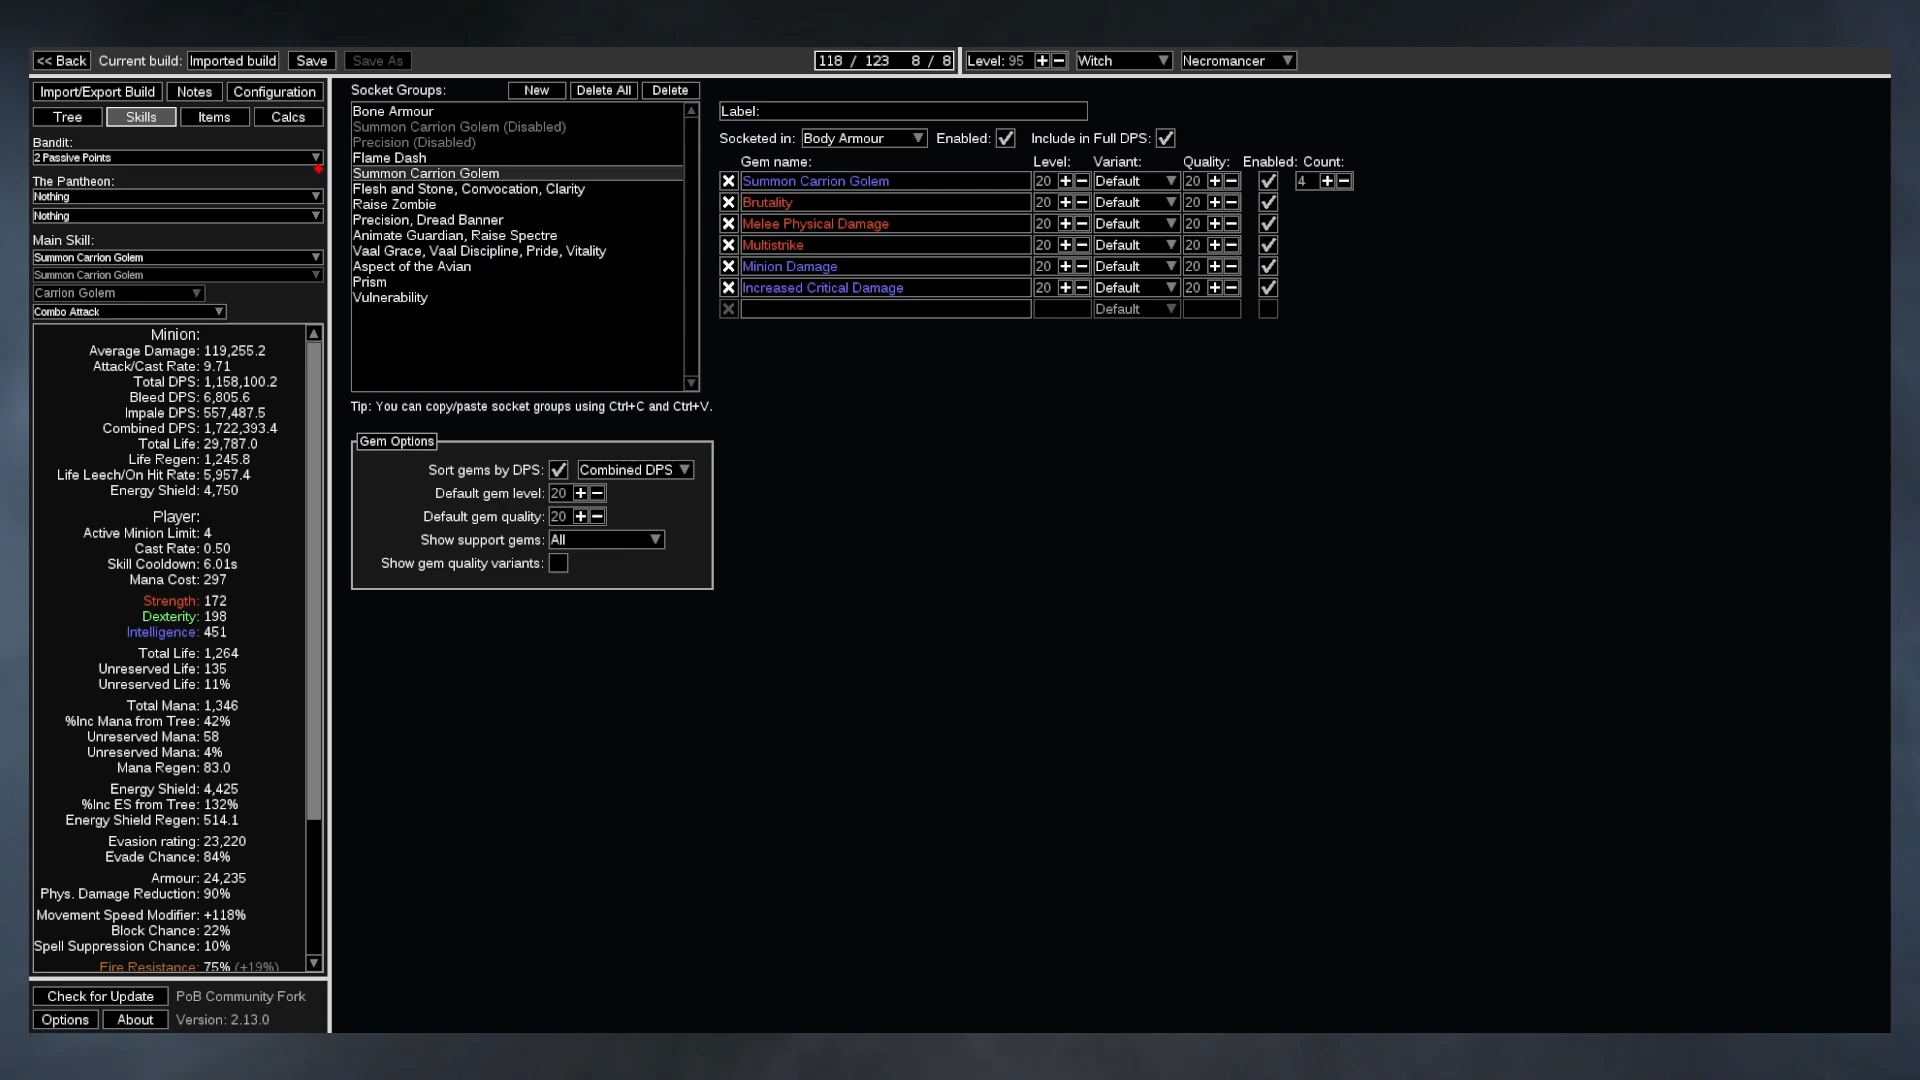 << Back Current build: Imported build Save Save As 118 / 123 8 / 8 Level: 95 Witch Necromancer
Import/Export Build Notes Configuration
Tree Skills Items Calcs
Bandit:
2 Passive Points
The Pantheon:
Nothing
Nothing
Main Skill:
Summon Carrion Golem
Summon Carrion Golem
Carrion Golem
Combo Attack
Minion:
Average Damage: 119,255.2
Attack/Cast Rate: 9.71
Total DPS: 1,158,100.2
Bleed DPS: 6,805.6
Impale DPS: 557,487.5
Combined DPS: 1,722,393.4
Total Life: 29,787.0
Life Regen: 1,245.8
Life Leech/On Hit Rate: 5,957.4
Energy Shield: 4,750
Player:
Active Minion Limit: 4
Cast Rate: 0.50
Skill Cooldown: 6.01s
Mana Cost: 297
Strength: 172
Dexterity: 198
Intelligence: 451
Total Life: 1,264
Unreserved Life: 135
Unreserved Life: 11%
Total Mana: 1,346
%Inc Mana from Tree: 42%
Unreserved Mana: 58
Unreserved Mana: 4%
Mana Regen: 83.0
Energy Shield: 4,425
%Inc ES from Tree: 132%
Energy Shield Regen: 514.1
Evasion rating: 23,220
Evade Chance: 84%
Armour: 24,235
Phys. Damage Reduction: 90%
Movement Speed Modifier: +118%
Block Chance: 22%
Spell Suppression Chance: 10%
Fire Resistance: 75% (+19%)
Check for Update PoB Community Fork
Options About Version: 2.13.0
Socket Groups: New Delete All Delete
Bone Armour
Summon Carrion Golem (Disabled)
Precision (Disabled)
Flame Dash
Summon Carrion Golem
Flesh and Stone, Convocation, Clarity
Raise Zombie
Precision, Dread Banner
Animate Guardian, Raise Spectre
Vaal Grace, Vaal Discipline, Pride, Vitality
Aspect of the Avian
Prism
Vulnerability
Tip: You can copy/paste socket groups using Ctrl+C and Ctrl+V.
Gem Options
Sort gems by DPS: Combined DPS
Default gem level: 20
Default gem quality: 20
Show support gems: All
Show gem quality variants:
Label:
Socketed in: Body Armour Enabled: Include in Full DPS:
Gem name: Level: Variant: Quality: Enabled: Count:
Summon Carrion Golem 20 Default 20 4
Brutality 20 Default 20
Melee Physical Damage 20 Default 20
Multistrike 20 Default 20
Minion Damage 20 Default 20
Increased Critical Damage 20 Default 20
Default